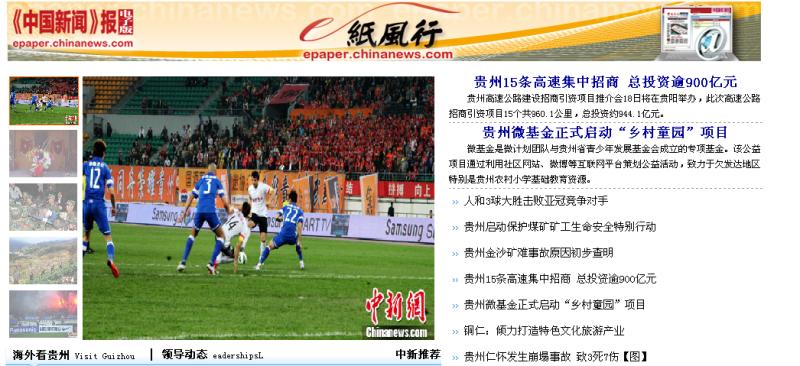 《中国新闻》报 电子版
epaper.chinanews.com
e 紙風行
epaper.chinanews.com
贵州15条高速集中招商 总投资逾900亿元
贵州高速公路建设招商引资项目推介会18日将在贵阳举办，此次高速公路
招商引资项目15个共960.1公里，总投资约944.1亿元。
贵州微基金正式启动“乡村童园”项目
微基金是微计划团队与贵州省青少年发展基金会成立的专项基金。该公益
项目通过利用社区网站、微博等互联网平台策划公益活动，致力于欠发达地区
特别是贵州农村小学基础教育资源。
人和3球大胜击败亚冠竞争对手
贵州启动保护煤矿矿工生命安全特别行动
贵州金沙矿难事故原因初步查明
贵州15条高速集中招商 总投资逾900亿元
贵州微基金正式启动“乡村童园”项目
铜仁：倾力打造特色文化旅游产业
贵州仁怀发生崩塌事故 致3死7伤【图】
12
3
22
SMART TV
Samsung
中新網
Chinanews.com
Panasonic
海外看贵州 Visit Guizhou | 领导动态 eadershipsL 中新推荐